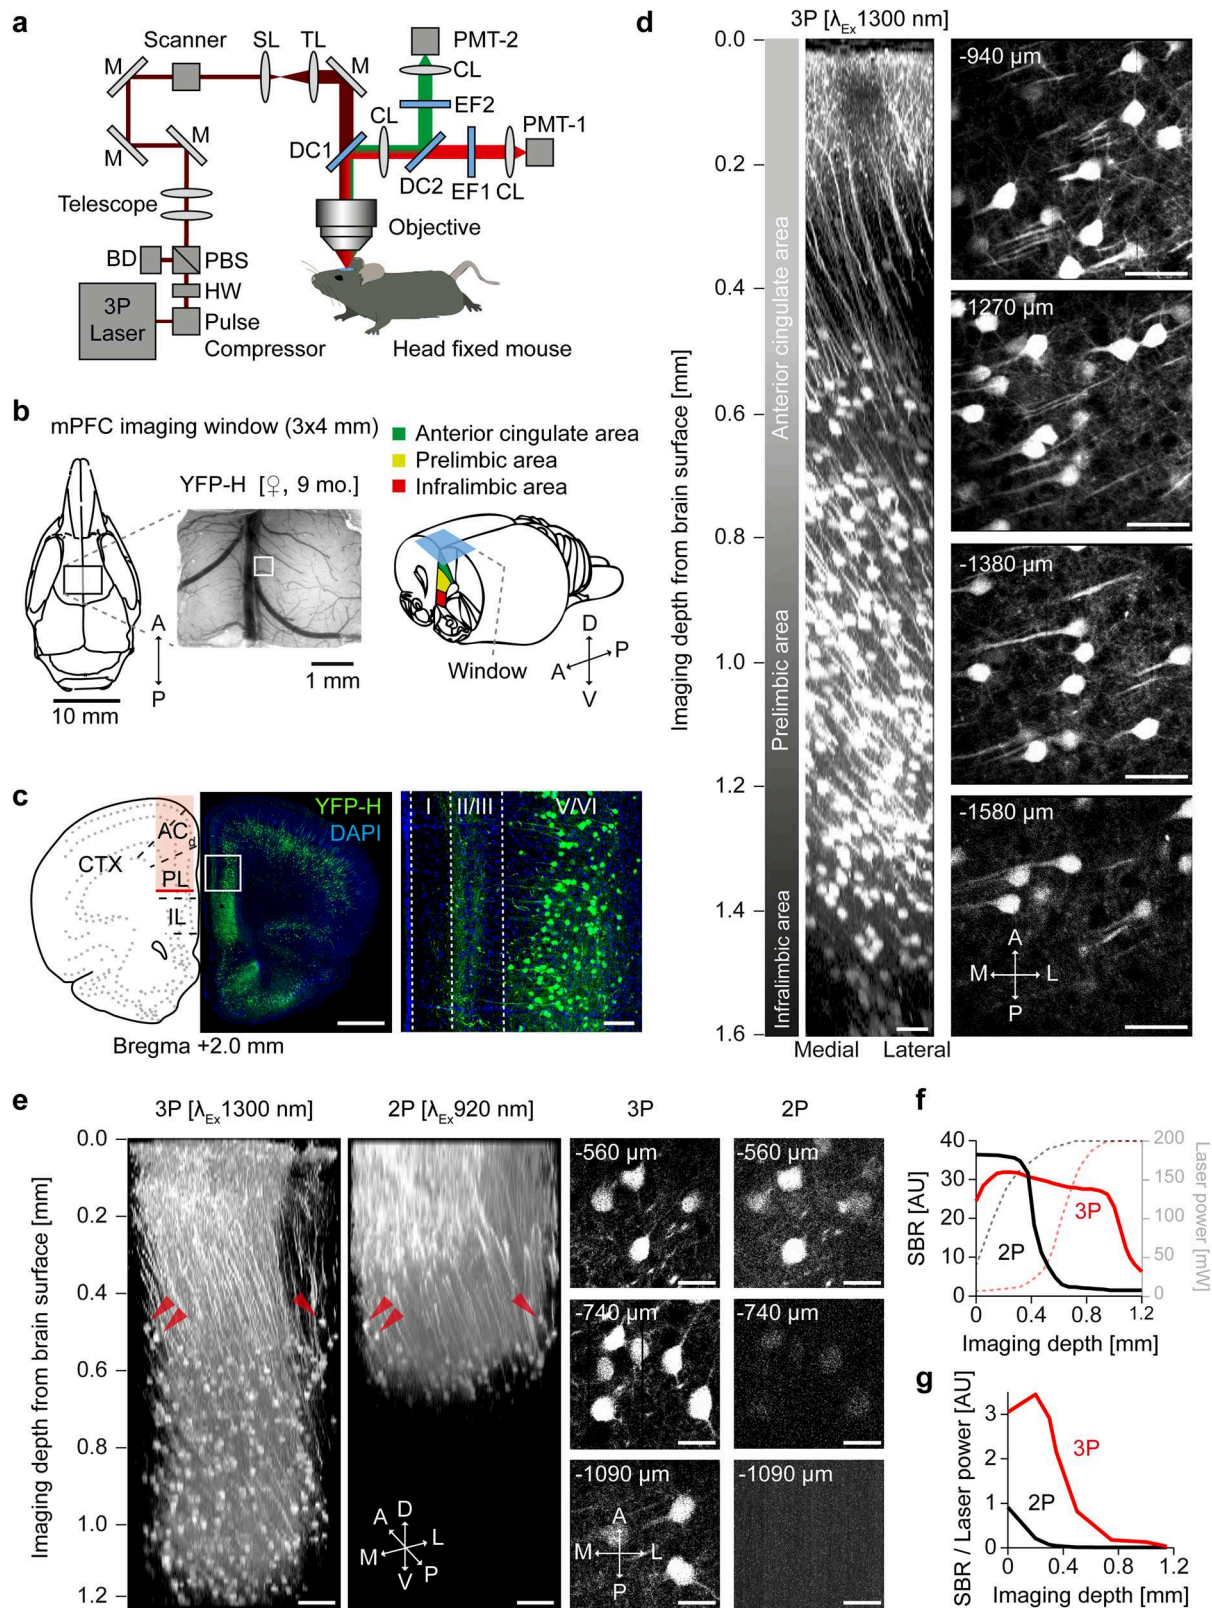 a
Scanner
SL
TL
M
M
PMT-2
CL
EF2
CL
PMT-1
DC1
DC2
EF1
CL
M
M
Telescope
Objective
BD
PBS
HW
3P
Laser
Pulse
Compressor
Head fixed mouse
b
mPFC imaging window (3x4 mm)
YFP-H [♀, 9 mo.]
Anterior cingulate area
Prelimbic area
Infralimbic area
A
P
10 mm
1 mm
Window
D
P
A
V
c
CTX
AC
d
PL
IL
Bregma +2.0 mm
YFP-H
DAPI
I
II/III
V/VI
d
3P [λEx1300 nm]
Imaging depth from brain surface [mm]
0.0
0.2
0.4
0.6
0.8
1.0
1.2
1.4
1.6
Anterior cingulate area
Prelimbic area
Infralimbic area
Medial
Lateral
-940 µm
-1270 µm
-1380 µm
-1580 µm
A
M
L
P
e
3P [λEx1300 nm]
2P [λEx920 nm]
3P
2P
Imaging depth from brain surface [mm]
0.0
0.2
0.4
0.6
0.8
1.0
1.2
A
D
L
M
V
P
-560 µm
-560 µm
-740 µm
-740 µm
-1090 µm
-1090 µm
A
M
L
P
f
SBR [AU]
40
30
20
10
0
200
150
100
50
0
Laser power [mW]
3P
2P
0
0.4
0.8
1.2
Imaging depth [mm]
g
SBR / Laser power [AU]
3
2
1
0
3P
2P
0
0.4
0.8
1.2
Imaging depth [mm]